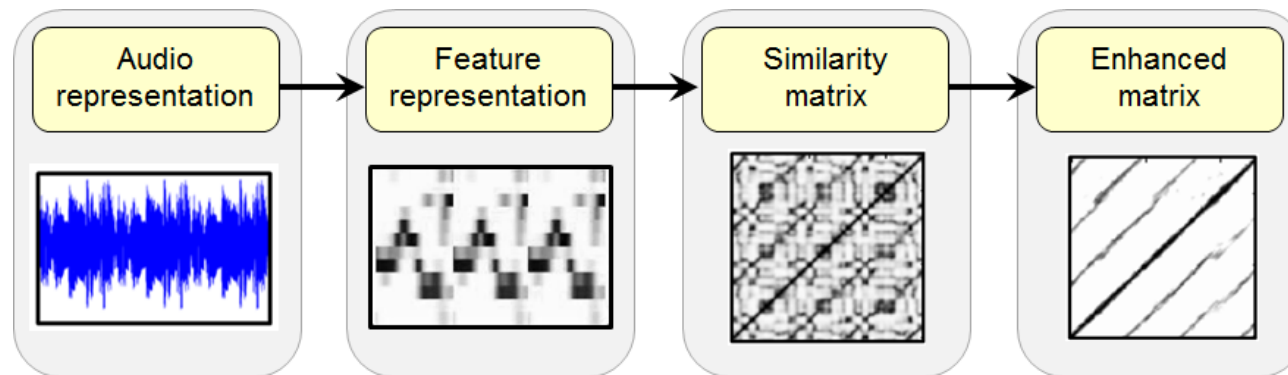 Audio
representation
Feature
representation
Similarity
matrix
Enhanced
matrix